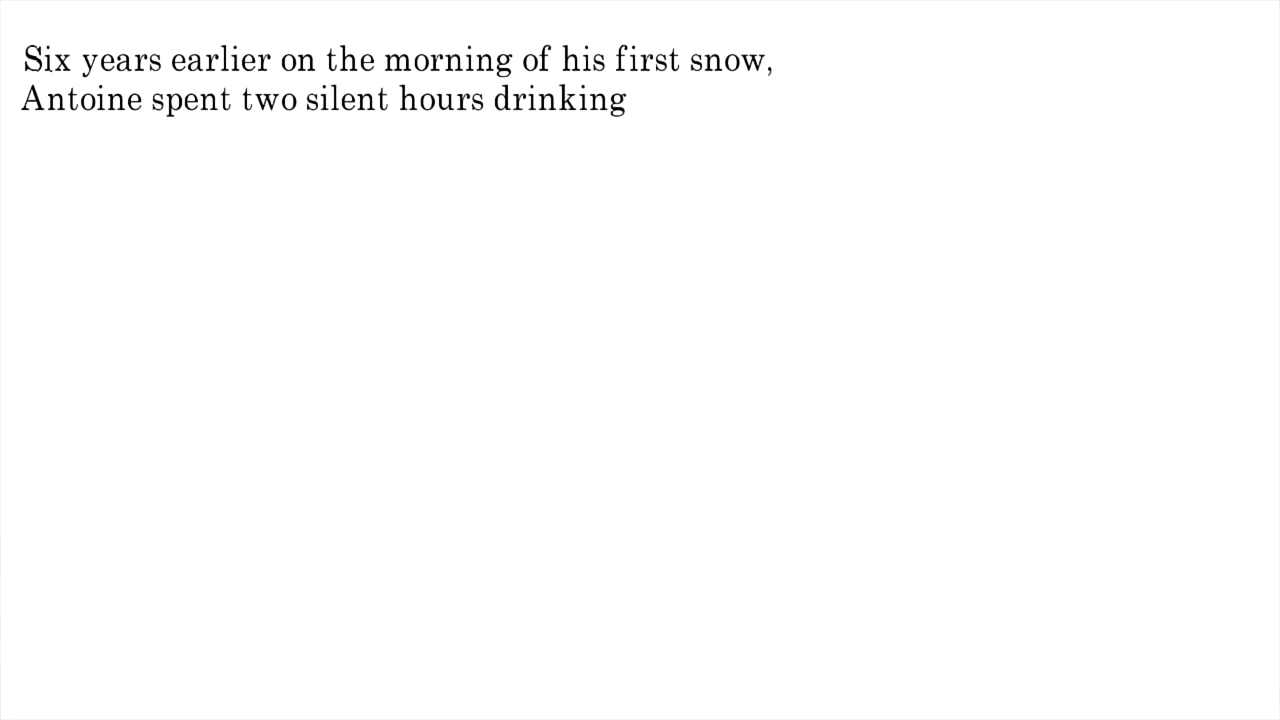 Six years earlier on the morning of his first snow,
Antoine spent two silent hours drinking